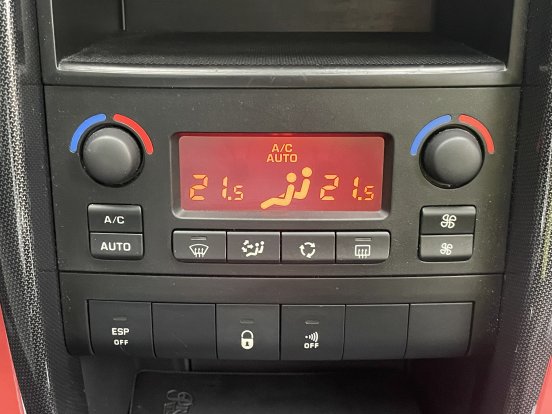 A/C
AUTO
21.5 21.5
A/C
AUTO
ESP
OFF
OFF